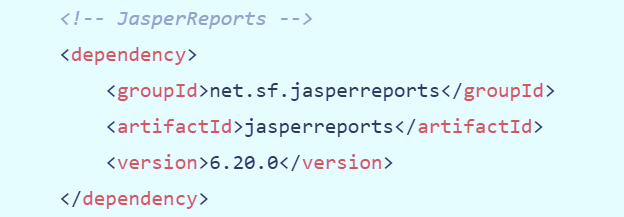 <!-- JasperReports -->
<dependency>
<groupId>net.sf.jasperreports</groupId>
<artifactId>jasperreports</artifactId>
<version>6.20.0</version>
</dependency>